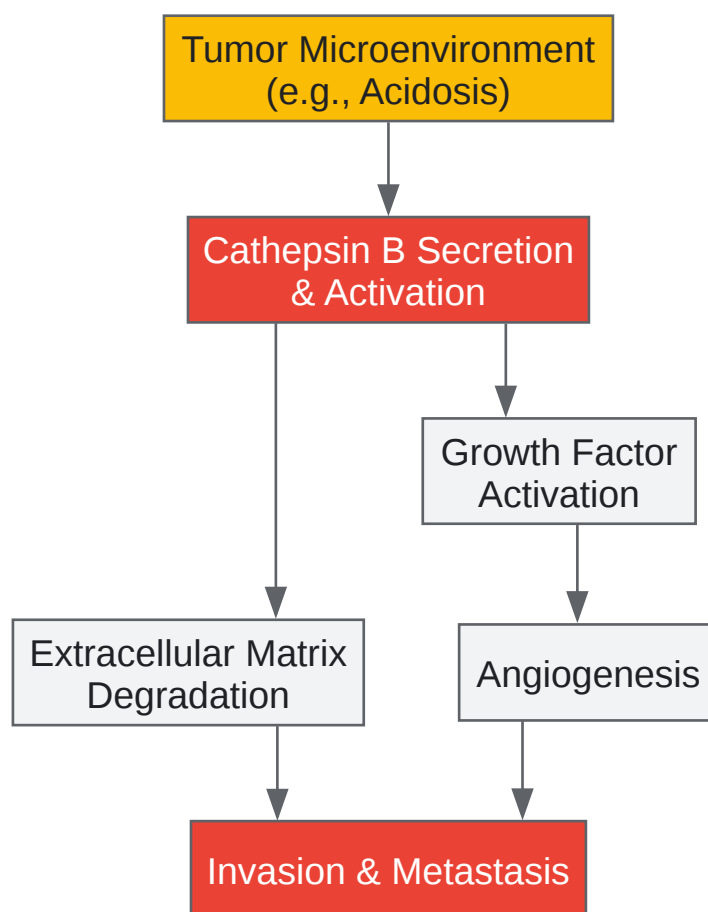 Tumor Microenvironment
(e.g., Acidosis)
Cathepsin B Secretion
& Activation
Growth Factor
Activation
Extracellular Matrix
Degradation
Angiogenesis
Invasion & Metastasis